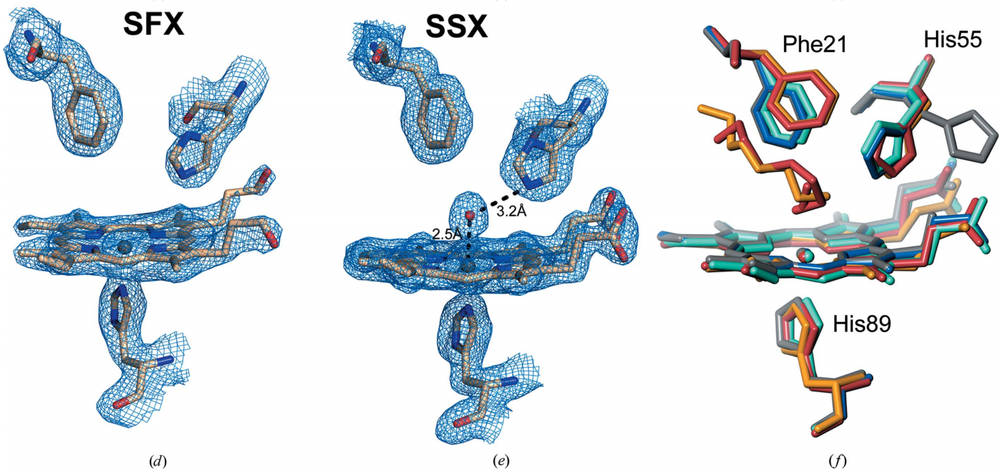 SFX
SSX
Phe21
His55
3.2Å
2.5Å
His89
(d)
(e)
(f)